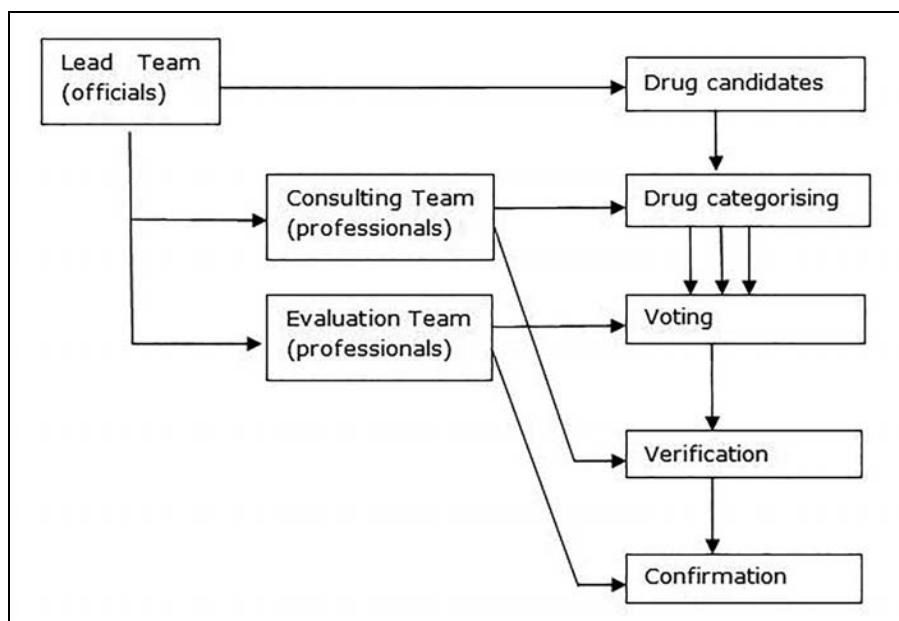 Lead Team
(officials)
Drug candidates
Consulting Team
(professionals)
Drug categorising
Evaluation Team
(professionals)
Voting
Verification
Confirmation